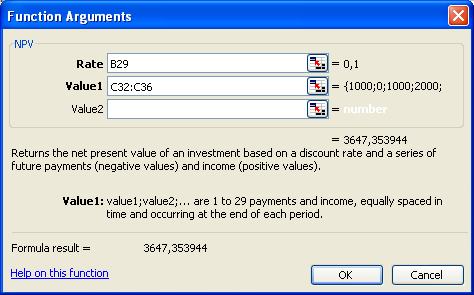 Function Arguments
NPV
Rate B29 = 0,1
Value1 C32:C36 = {1000;0;1000;2000;
Value2 = number
= 3647,353944
Returns the net present value of an investment based on a discount rate and a series of
future payments (negative values) and income (positive values).
Value1: value1;value2;... are 1 to 29 payments and income, equally spaced in
time and occurring at the end of each period.
Formula result = 3647,353944
Help on this function
OK Cancel